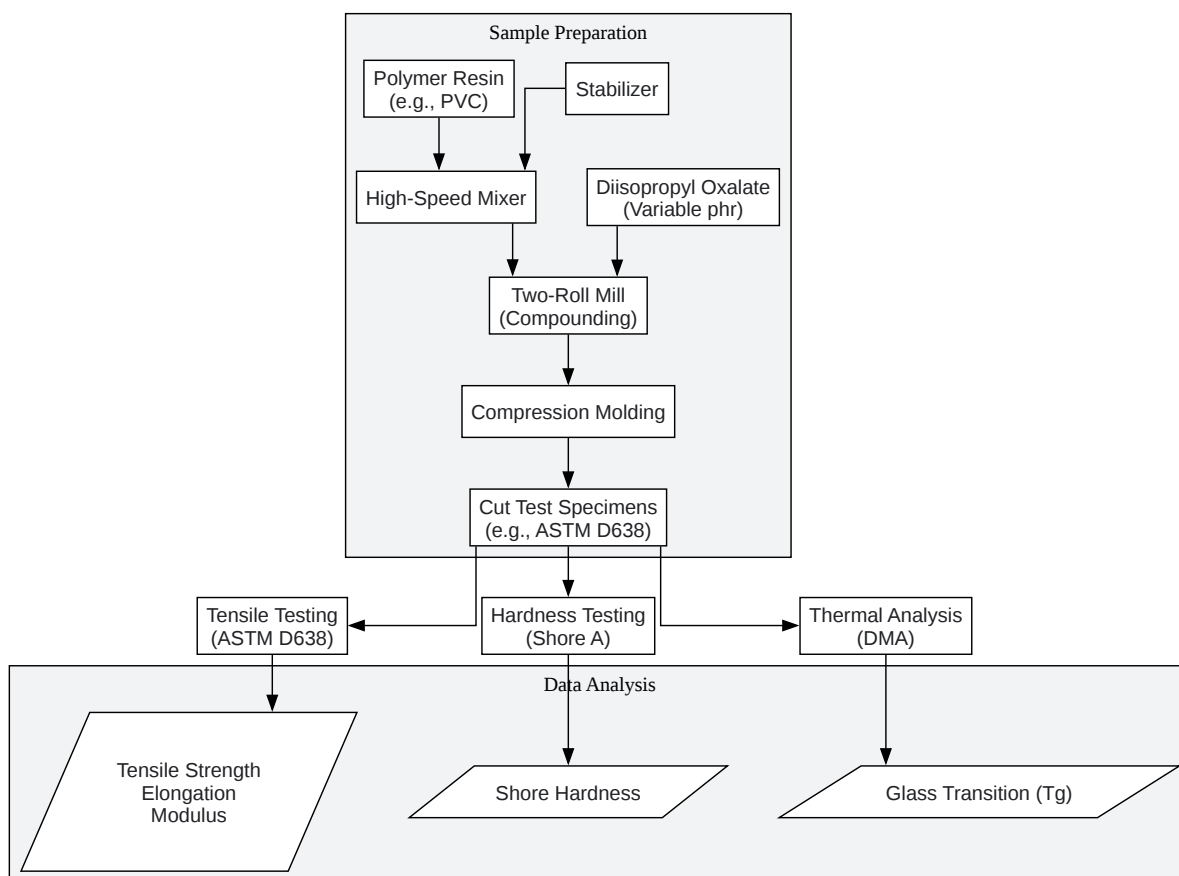 Sample Preparation
Polymer Resin
(e.g., PVC)
Stabilizer
High-Speed Mixer
Diisopropyl Oxalate
(Variable phr)
Two-Roll Mill
(Compounding)
Compression Molding
Cut Test Specimens
(e.g., ASTM D638)
Tensile Testing
(ASTM D638)
Hardness Testing
(Shore A)
Thermal Analysis
(DMA)
Data Analysis
Tensile Strength
Elongation
Modulus
Shore Hardness
Glass Transition (Tg)